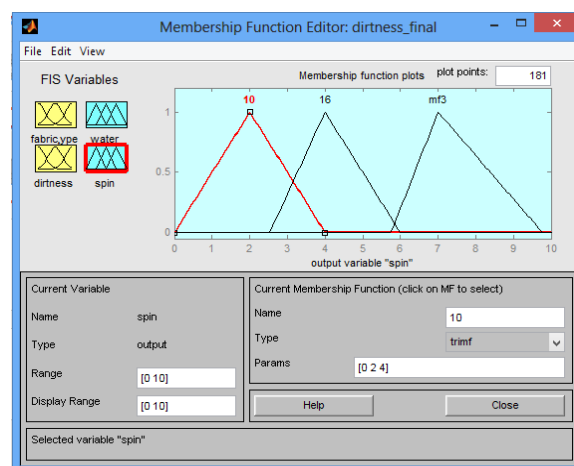 Membership Function Editor: dirtness_final
File Edit View
FIS Variables
fabric,ype water
dirtness spin
Membership function plots plot points: 181
10 16 mf3
1
0.5
0
0 1 2 3 4 5 6 7 8 9 10
output variable "spin"
Current Variable
Name spin
Type output
Range [0 10]
Display Range [0 10]
Current Membership Function (click on MF to select)
Name 10
Type trimf
Params [0 2 4]
Help Close
Selected variable "spin"